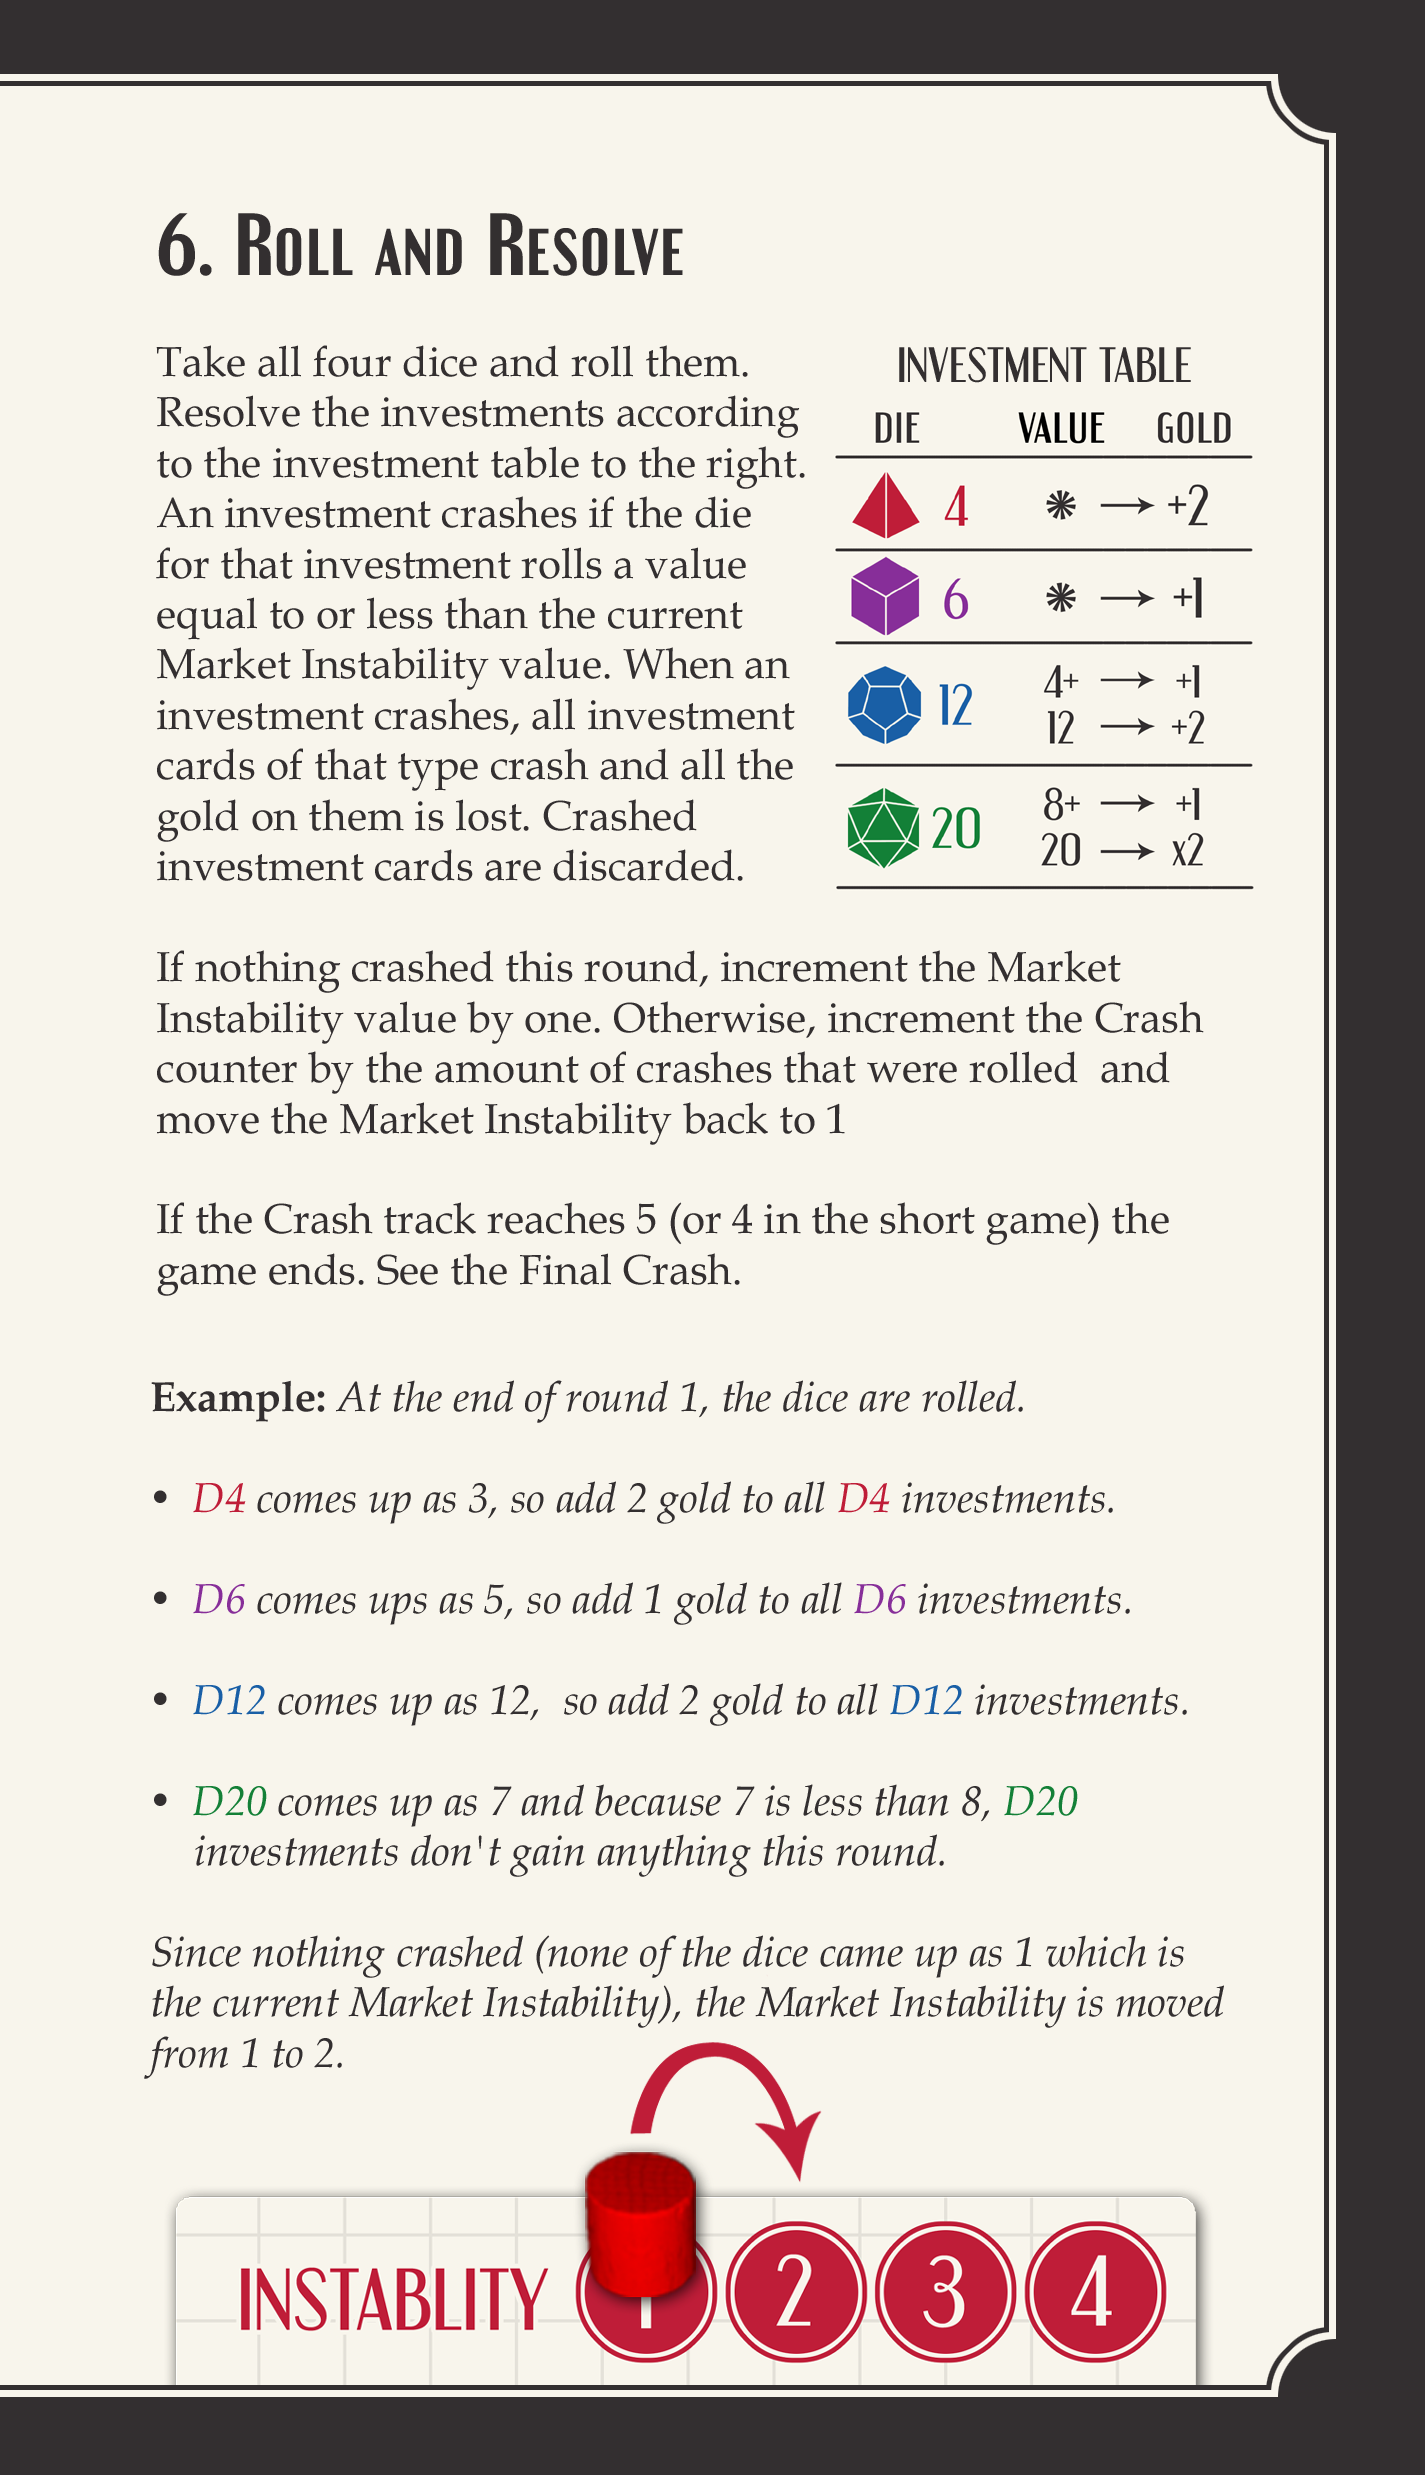 6. Roll and Resolve
Take all four dice and roll them.
Resolve the investments according
to the investment table to the right.
An investment crashes if the die
for that investment rolls a value
equal to or less than the current
Market Instability value. When an
investment crashes, all investment
cards of that type crash and all the
gold on them is lost. Crashed
investment cards are discarded.
INVESTMENT TABLE
DIE VALUE GOLD
4 * → +2
6 * → +1
12 4+ → +1
12 → +2
20 8+ → +1
20 → x2
If nothing crashed this round, increment the Market
Instability value by one. Otherwise, increment the Crash
counter by the amount of crashes that were rolled  and
move the Market Instability back to 1
If the Crash track reaches 5 (or 4 in the short game) the
game ends. See the Final Crash.
Example: At the end of round 1, the dice are rolled.
• D4 comes up as 3, so add 2 gold to all D4 investments.
• D6 comes ups as 5, so add 1 gold to all D6 investments.
• D12 comes up as 12,  so add 2 gold to all D12 investments.
• D20 comes up as 7 and because 7 is less than 8, D20
investments don't gain anything this round.
Since nothing crashed (none of the dice came up as 1 which is
the current Market Instability), the Market Instability is moved
from 1 to 2.
INSTABLITY 1 2 3 4